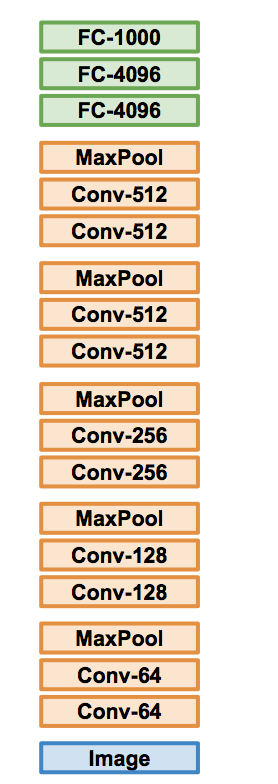 FC-1000
FC-4096
FC-4096
MaxPool
Conv-512
Conv-512
MaxPool
Conv-512
Conv-512
MaxPool
Conv-256
Conv-256
MaxPool
Conv-128
Conv-128
MaxPool
Conv-64
Conv-64
Image